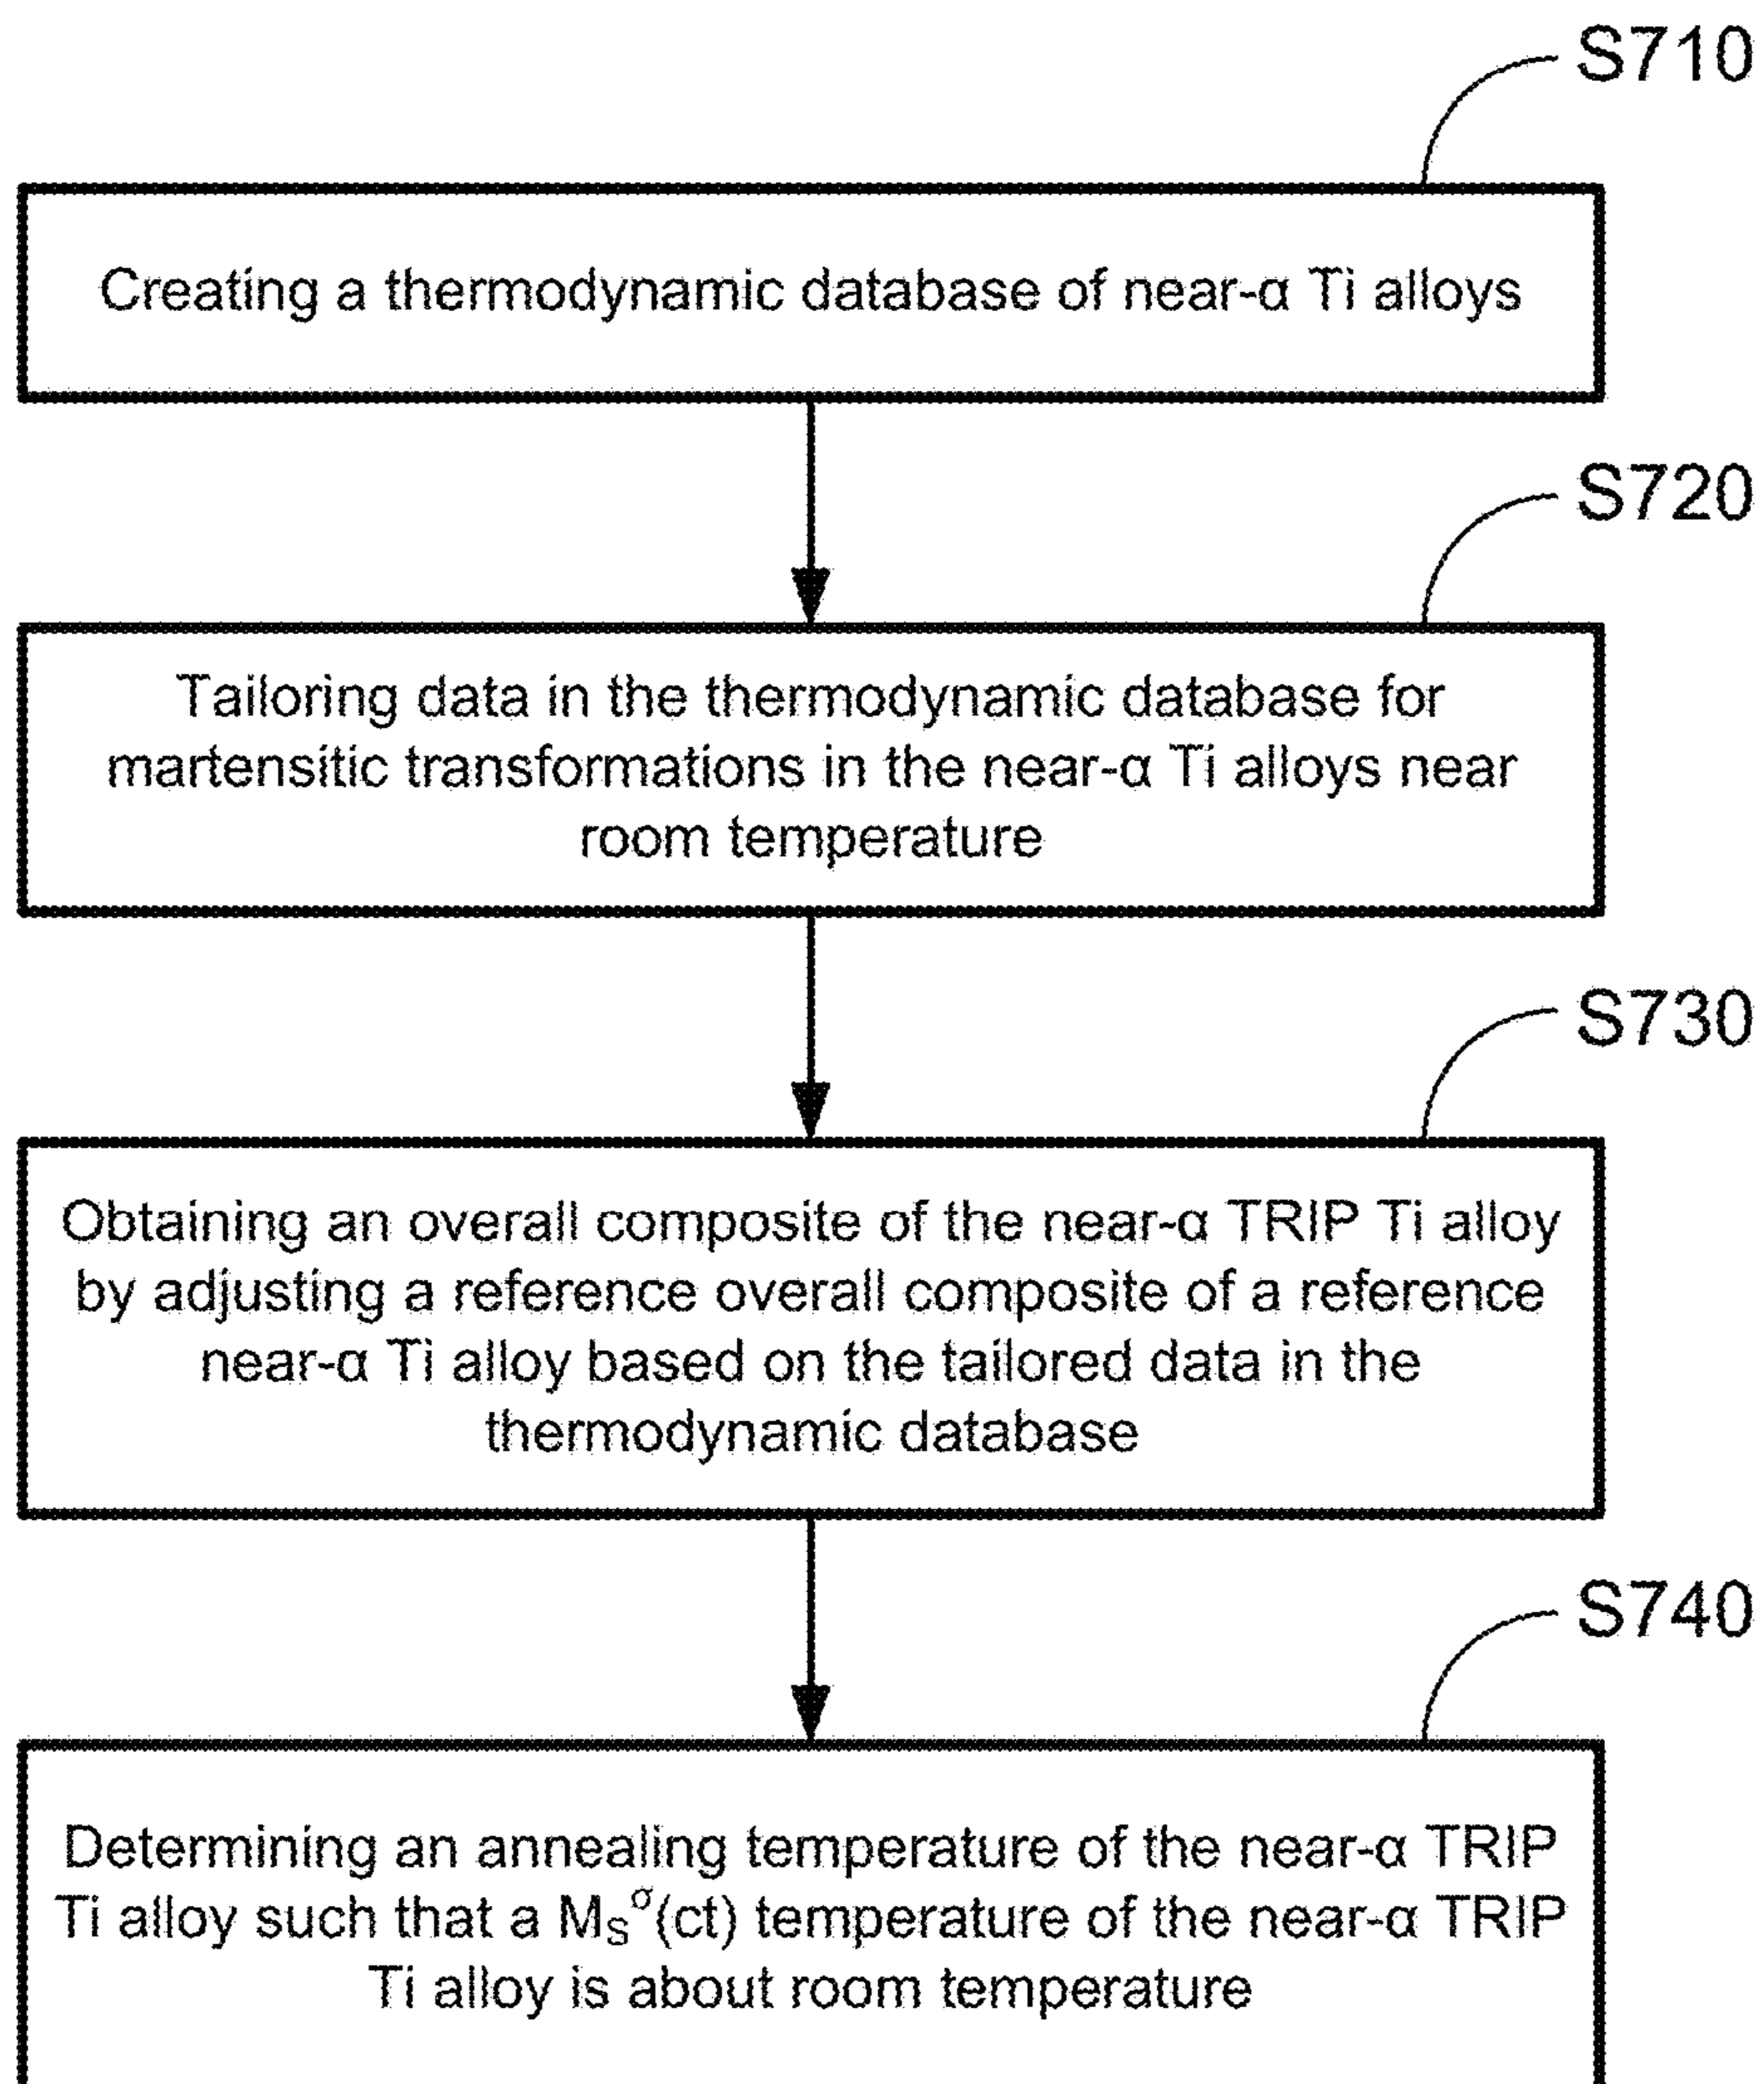 S710
Creating a thermodynamic database of near-α Ti alloys
S720
Tailoring data in the thermodynamic database for
martensitic transformations in the near-α Ti alloys near
room temperature
S730
Obtaining an overall composite of the near-α TRIP Ti alloy
by adjusting a reference overall composite of a reference
near-α Ti alloy based on the tailored data in the
thermodynamic database
S740
Determining an annealing temperature of the near-α TRIP
Ti alloy such that a Mₛ^σ(ct) temperature of the near-α TRIP
Ti alloy is about room temperature